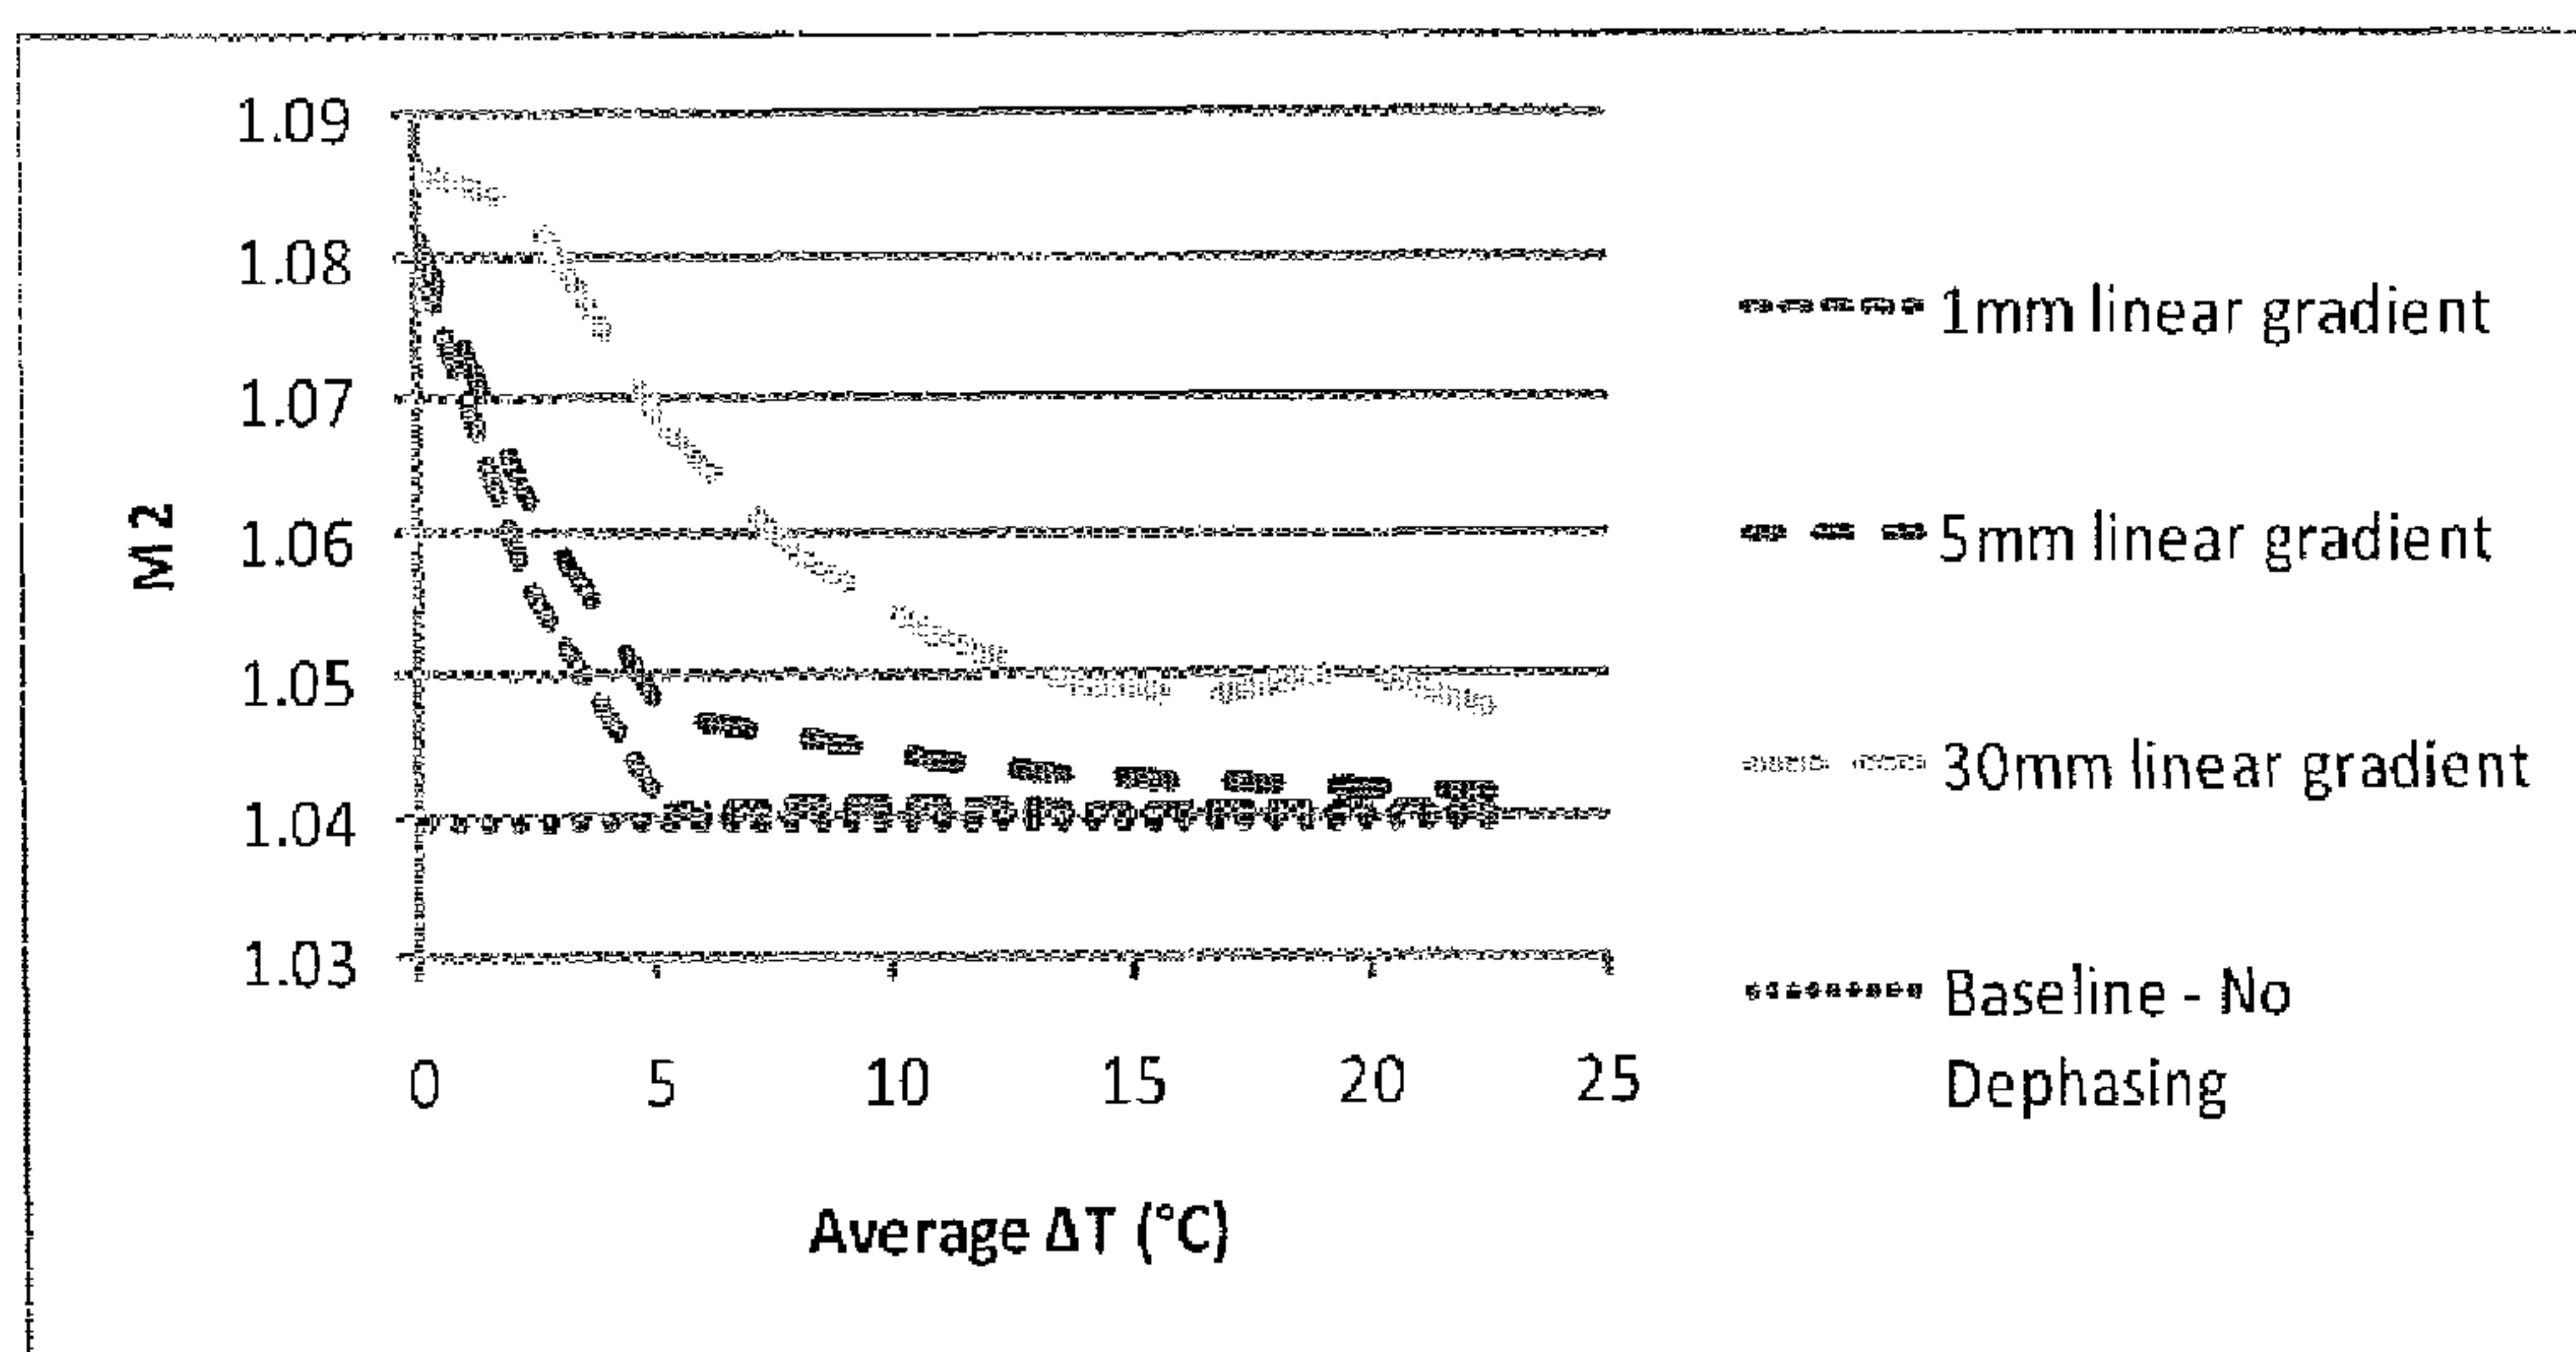 1.09
1.08
1.07
1.06
1.05
1.04
1.03
M 2
0 5 10 15 20 25
Average ΔT (°C)
1mm linear gradient
5mm linear gradient
30mm linear gradient
Baseline - No
Dephasing